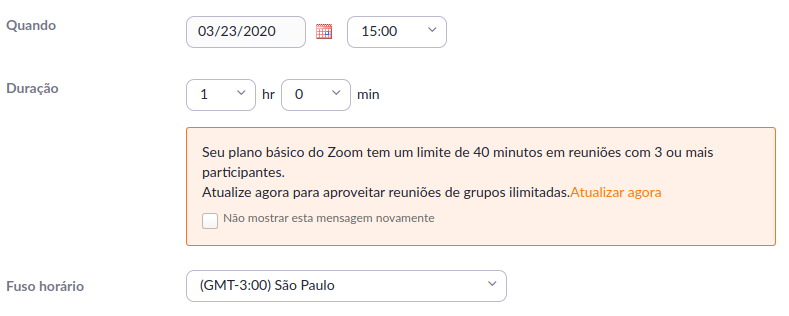 Quando 03/23/2020 15:00
Duração 1 hr 0 min
Seu plano básico do Zoom tem um limite de 40 minutos em reuniões com 3 ou mais
participantes.
Atualize agora para aproveitar reuniões de grupos ilimitadas.Atualizar agora
Não mostrar esta mensagem novamente
Fuso horário (GMT-3:00) São Paulo